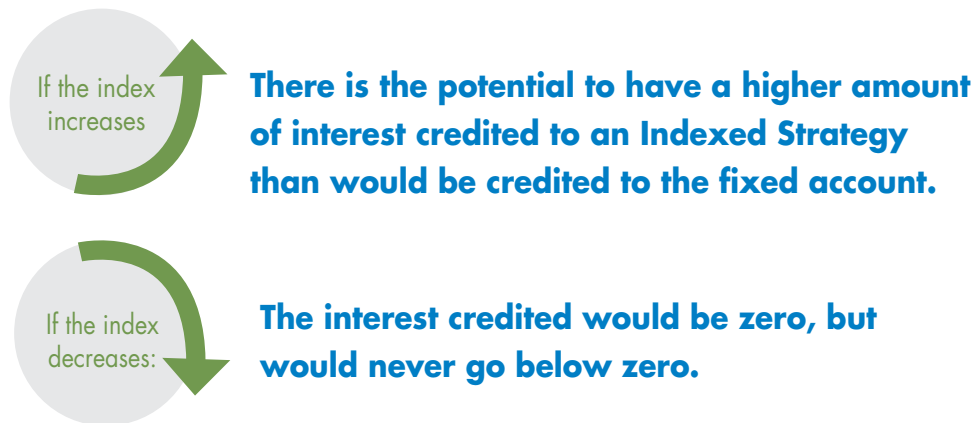 If the index
increases
There is the potential to have a higher amount
of interest credited to an Indexed Strategy
than would be credited to the fixed account.
If the index
decreases:
The interest credited would be zero, but
would never go below zero.